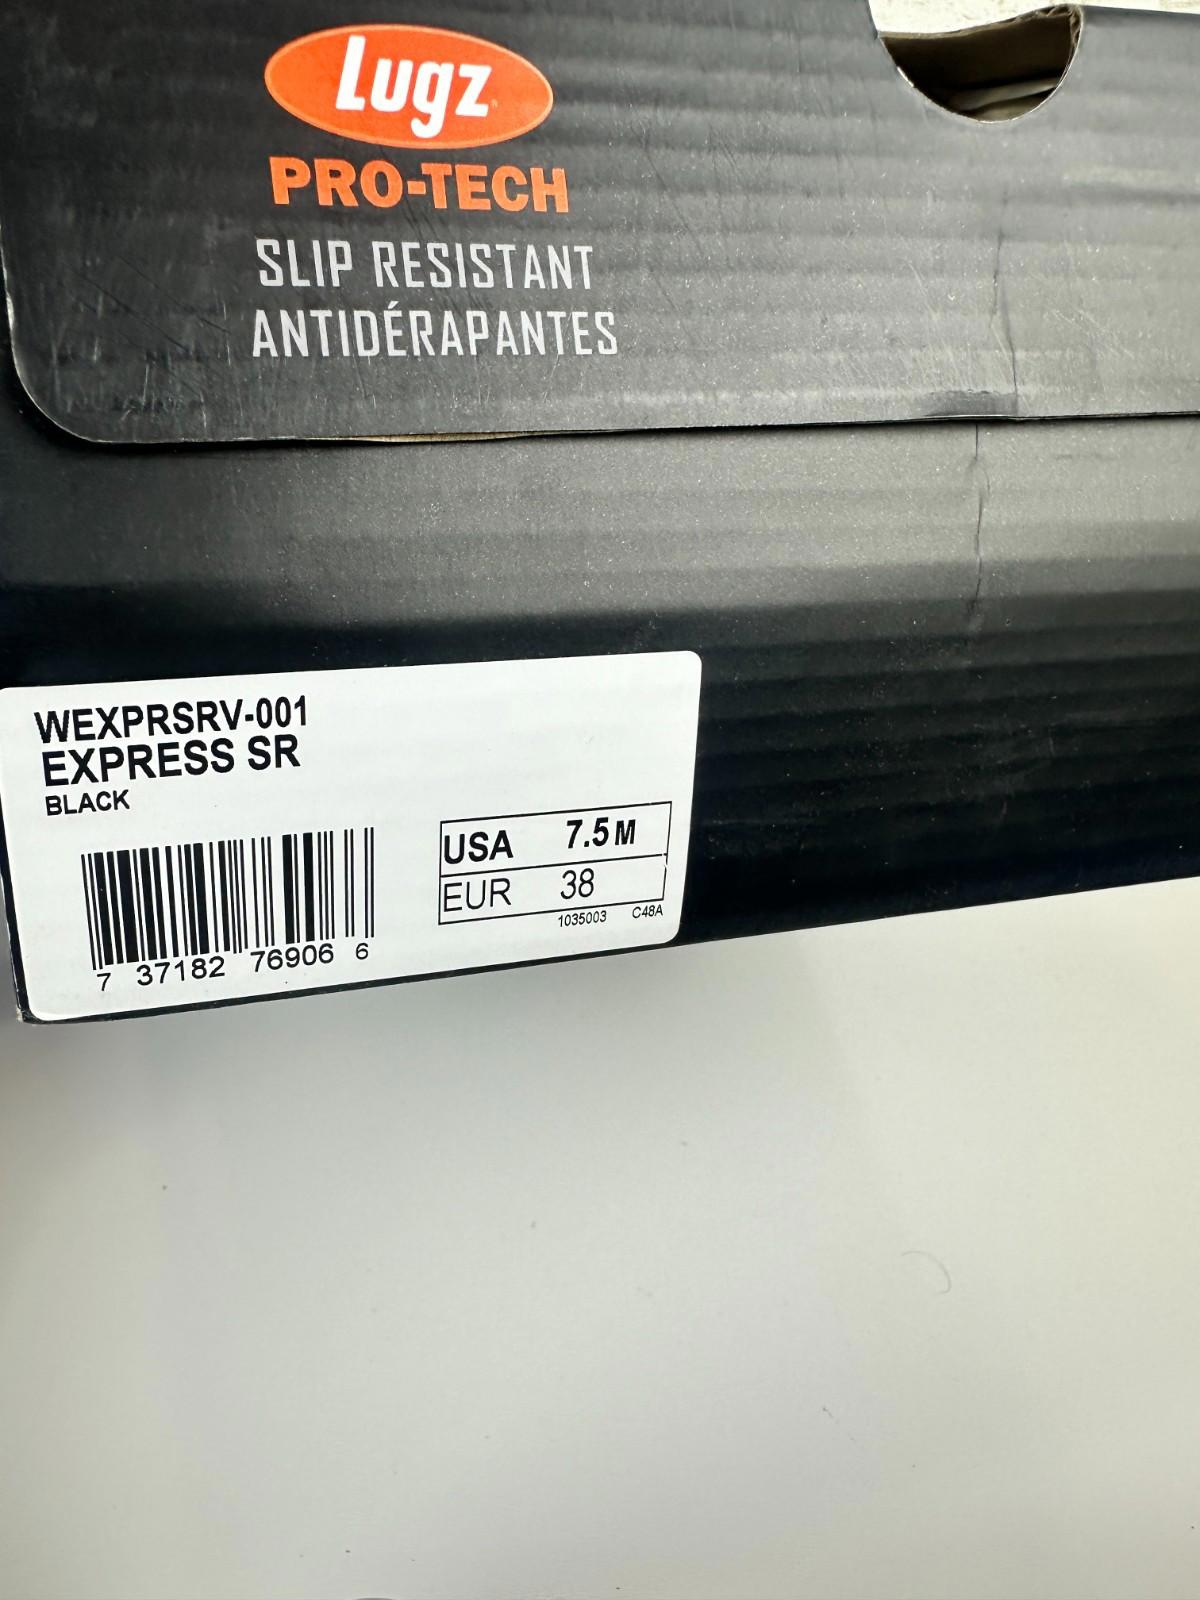 Lugz
PRO-TECH
SLIP RESISTANT
ANTIDÉRAPANTES
WEXPRSRV-001
EXPRESS SR
BLACK
USA 7.5 M
EUR 38
1035003 C48A
7 37182 76906 6